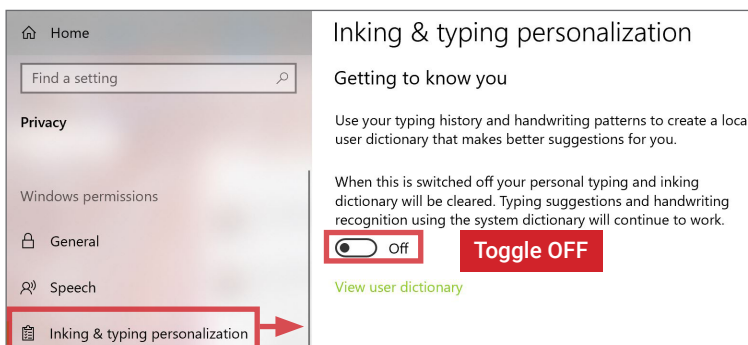 Home
Find a setting
Privacy
Windows permissions
General
Speech
Inking & typing personalization
Inking & typing personalization
Getting to know you
Use your typing history and handwriting patterns to create a loca
user dictionary that makes better suggestions for you.
When this is switched off your personal typing and inking
dictionary will be cleared. Typing suggestions and handwriting
recognition using the system dictionary will continue to work.
Off
Toggle OFF
View user dictionary